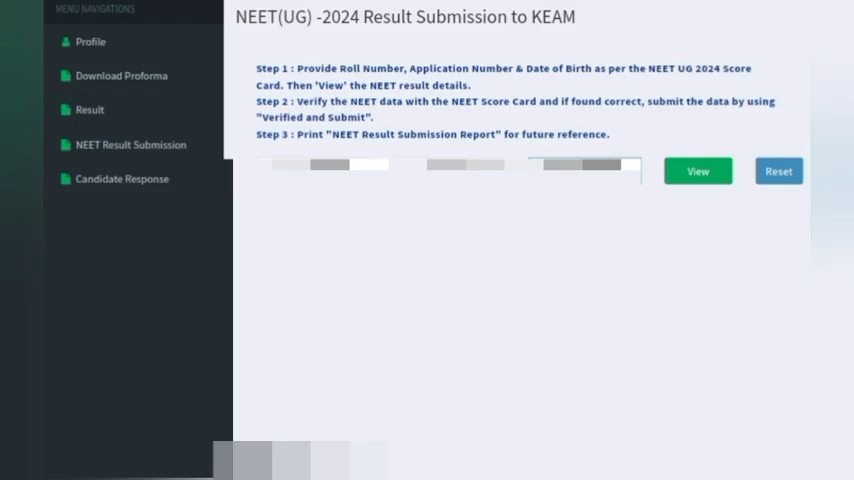 MENU NAVIGATIONS
Profile
Download Proforma
Result
NEET Result Submission
Candidate Response
NEET(UG) -2024 Result Submission to KEAM
Step 1 : Provide Roll Number, Application Number & Date of Birth as per the NEET UG 2024 Score
Card. Then 'View' the NEET result details.
Step 2 : Verify the NEET data with the NEET Score Card and if found correct, submit the data by using
"Verified and Submit".
Step 3 : Print "NEET Result Submission Report" for future reference.
View
Reset